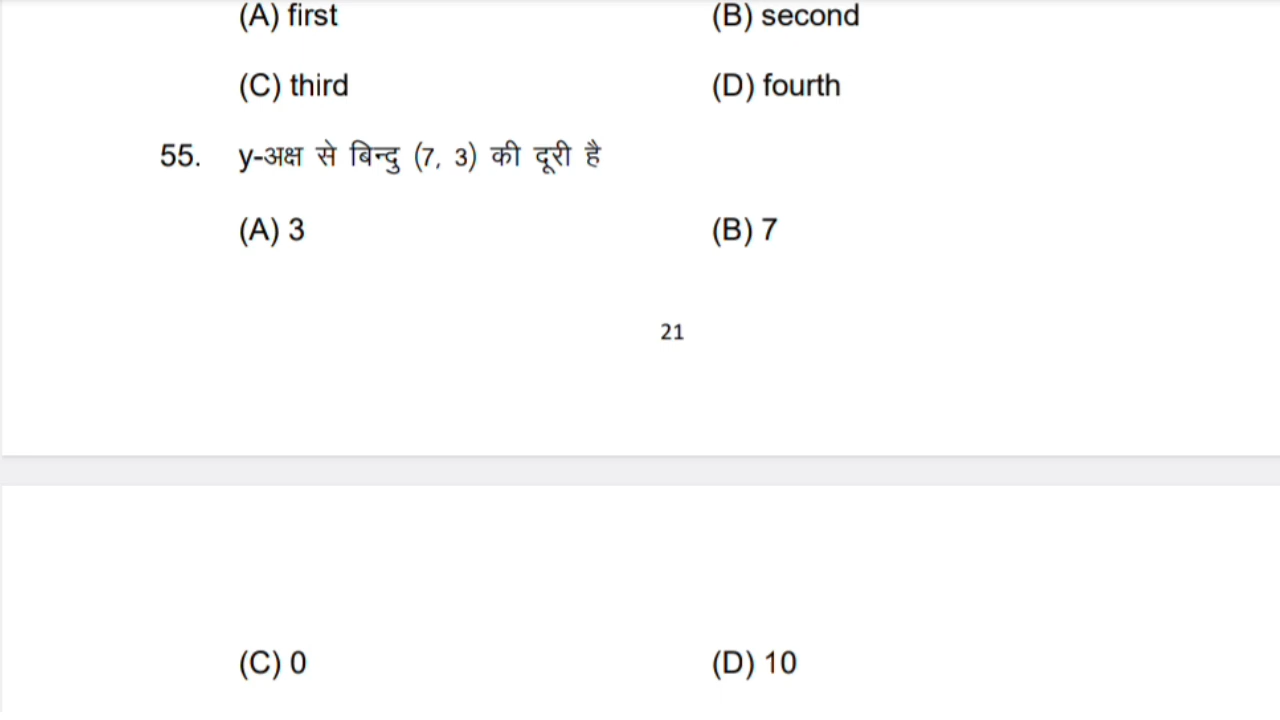 (A) first (B) second
(C) third (D) fourth
55. y-अक्ष से बिन्दु (7, 3) की दूरी है
(A) 3 (B) 7
21
(C) 0 (D) 10